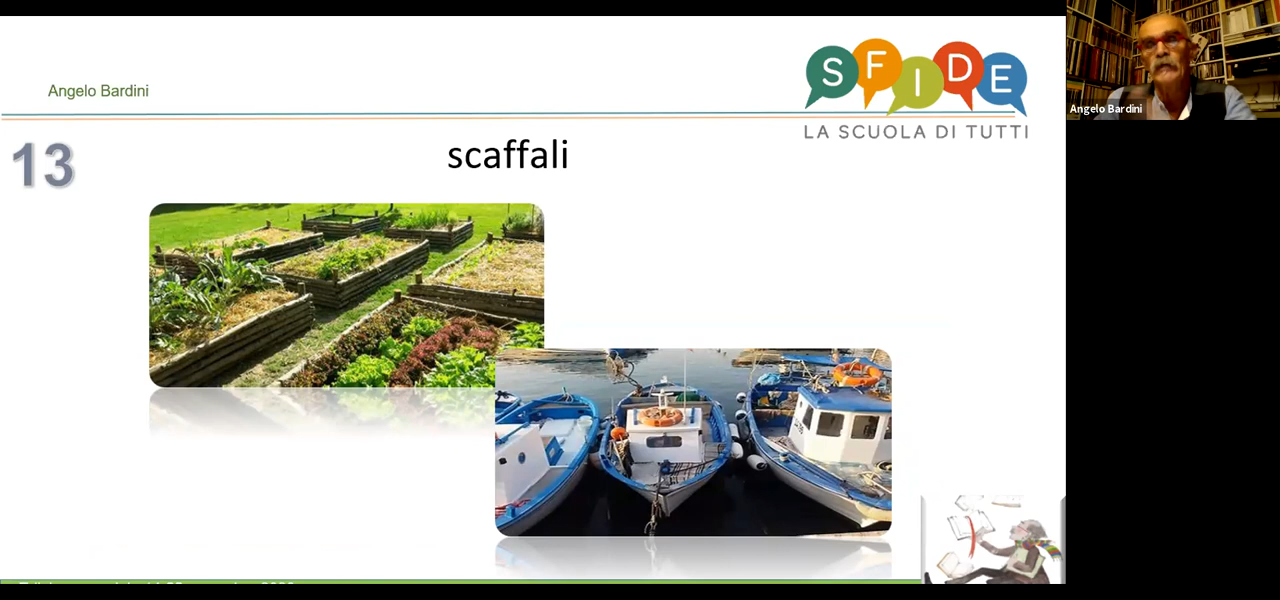 SFIDE
LA SCUOLA DI TUTTI
Angelo Bardini
Angelo Bardini
13
scaffali